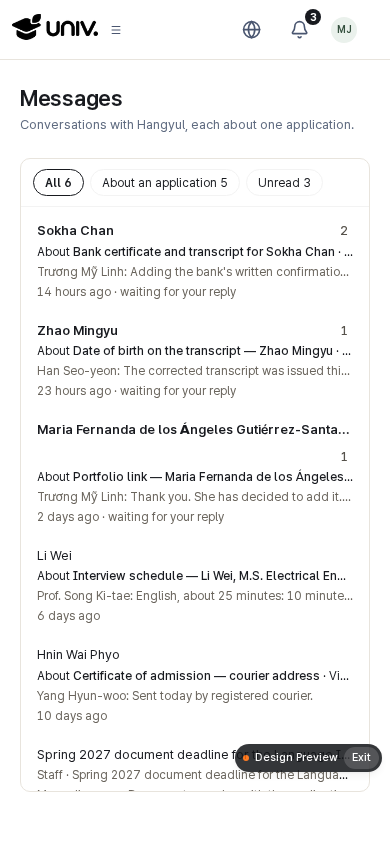 UNIV.
3
MJ
Messages
Conversations with Hangyul, each about one application.
All 6
About an application 5
Unread 3
Sokha Chan
2
About Bank certificate and transcript for Sokha Chan · ...
Trương Mỹ Linh: Adding the bank's written confirmatio...
14 hours ago · waiting for your reply
Zhao Mingyu
1
About Date of birth on the transcript — Zhao Mingyu · ...
Han Seo-yeon: The corrected transcript was issued thi...
23 hours ago · waiting for your reply
Maria Fernanda de los Ángeles Gutiérrez-Santa...
1
About Portfolio link — Maria Fernanda de los Ángeles...
Trương Mỹ Linh: Thank you. She has decided to add it....
2 days ago · waiting for your reply
Li Wei
About Interview schedule — Li Wei, M.S. Electrical En...
Prof. Song Ki-tae: English, about 25 minutes: 10 minute...
6 days ago
Hnin Wai Phyo
About Certificate of admission — courier address · Vi...
Yang Hyun-woo: Sent today by registered courier.
10 days ago
Spring 2027 document deadline
Design Preview
Exit
Staff · Spring 2027 document deadline for the Langua...